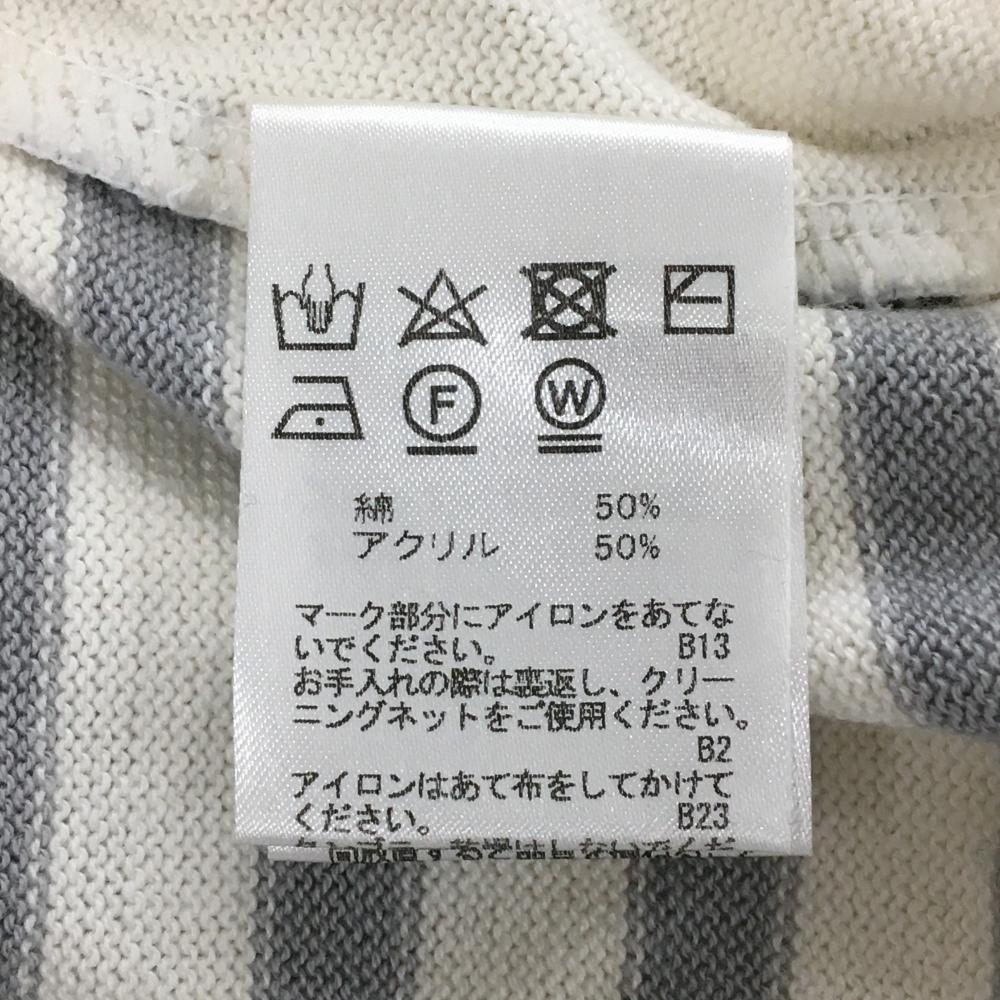 F W
綿 50%
アクリル 50%
マーク部分にアイロンをあてな
いでください。 B13
お手入れの際は裏返し、クリー
ニングネットをご使用ください。
B2
アイロンはあて布をしてかけて
ください。 B23